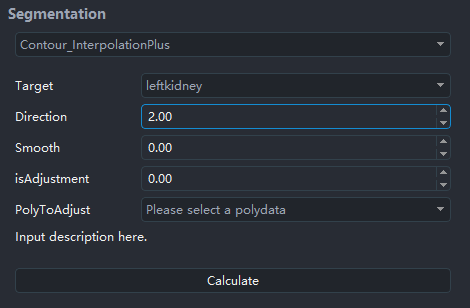 Segmentation
Contour_InterpolationPlus
Target leftkidney
Direction 2.00
Smooth 0.00
isAdjustment 0.00
PolyToAdjust Please select a polydata
Input description here.
Calculate